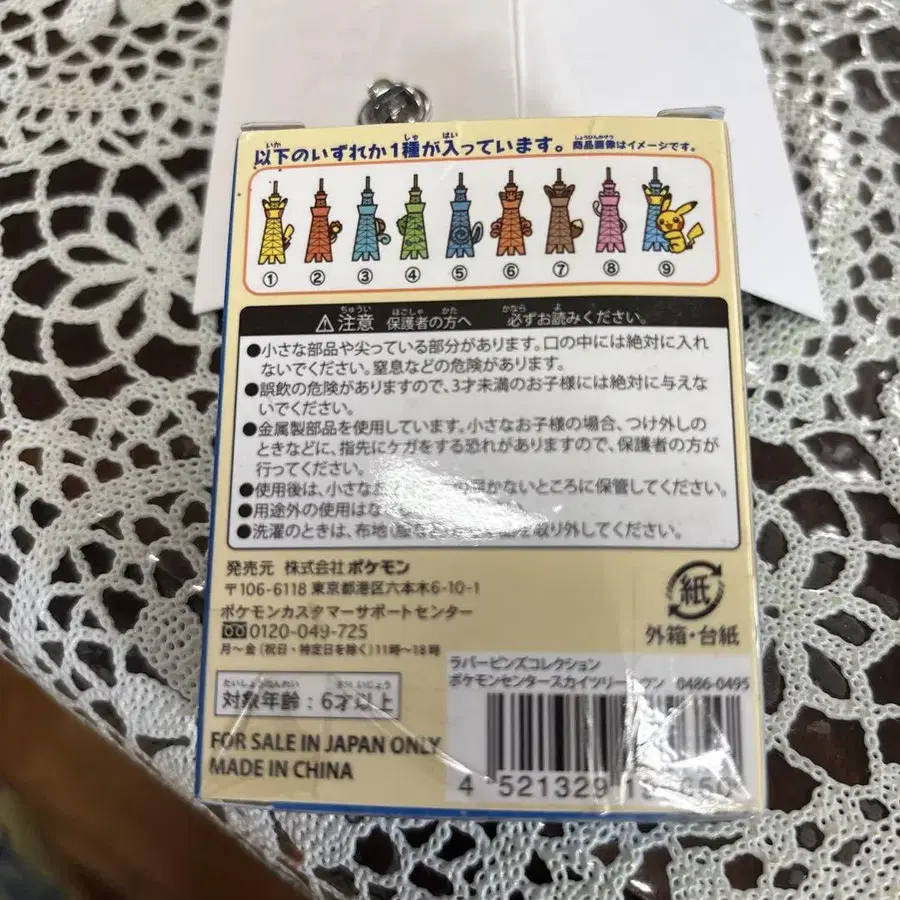 以下のいずれか1種が入っています。 商品画像はイメージです。
① ② ③ ④ ⑤ ⑥ ⑦ ⑧ ⑨
⚠注意 保護者の方へ 必ずお読みください。
●小さな部品や尖っている部分があります。口の中には絶対に入れ
ないでください。窒息などの危険があります。
●誤飲の危険がありますので、3才未満のお子様には絶対に与えな
いでください。
●金属製部品を使用しています。小さなお子様の場合、つけ外しの
ときなどに、指先にケガをする恐れがありますので、保護者の方が
行ってください。
●使用後は、小さなお 届かないところに保管してください。
●用途外の使用はな
●洗濯のときは、布地 を取り外してください。
発売元 株式会社ポケモン
〒106-6118 東京都港区六本木6-10-1
ポケモンカスタマーサポートセンター
0120-049-725
月〜金(祝日・特定日を除く)11時〜18時
紙
外箱・台紙
対象年齢:6才以上
ラバーピンズコレクション
ポケモンセンタースカイツリータウン 0486-0495
FOR SALE IN JAPAN ONLY
MADE IN CHINA
4 521329